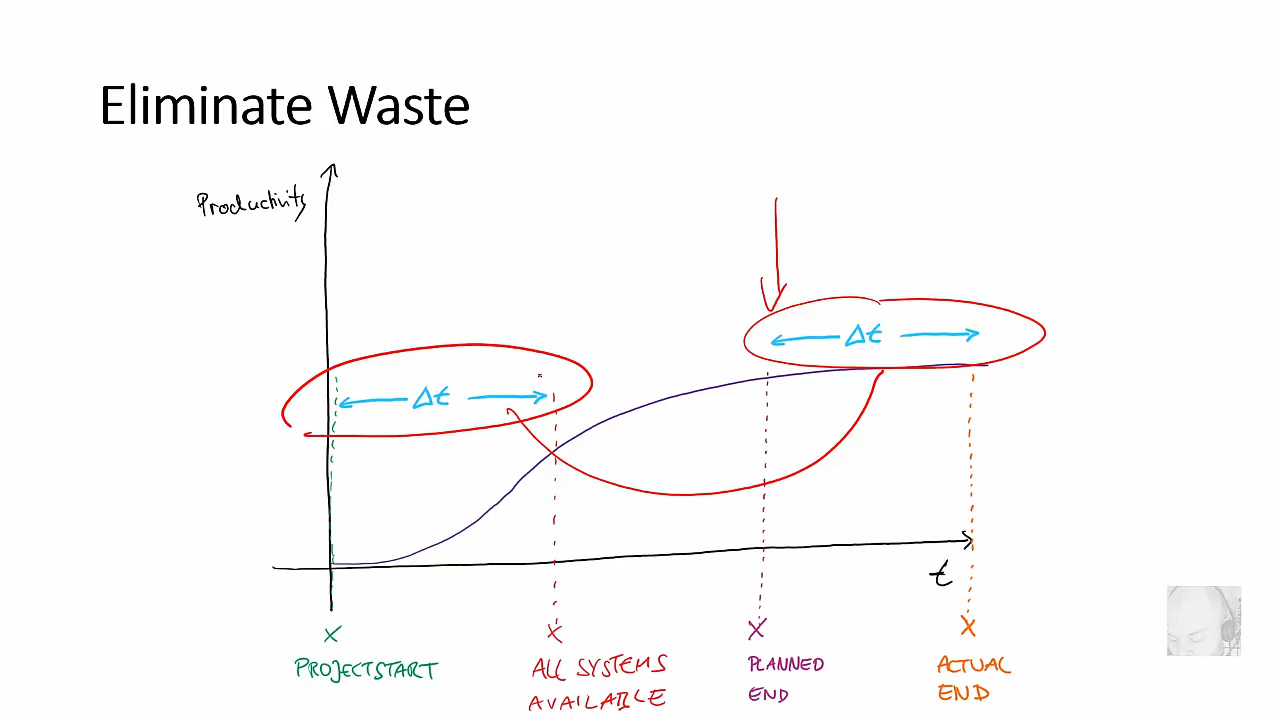 Eliminate Waste
Productivity
Δt
Δt
t
X
X
X
X
PROJECTSTART
ALL SYSTEMS
AVAILABLE
PLANNED
END
ACTUAL
END